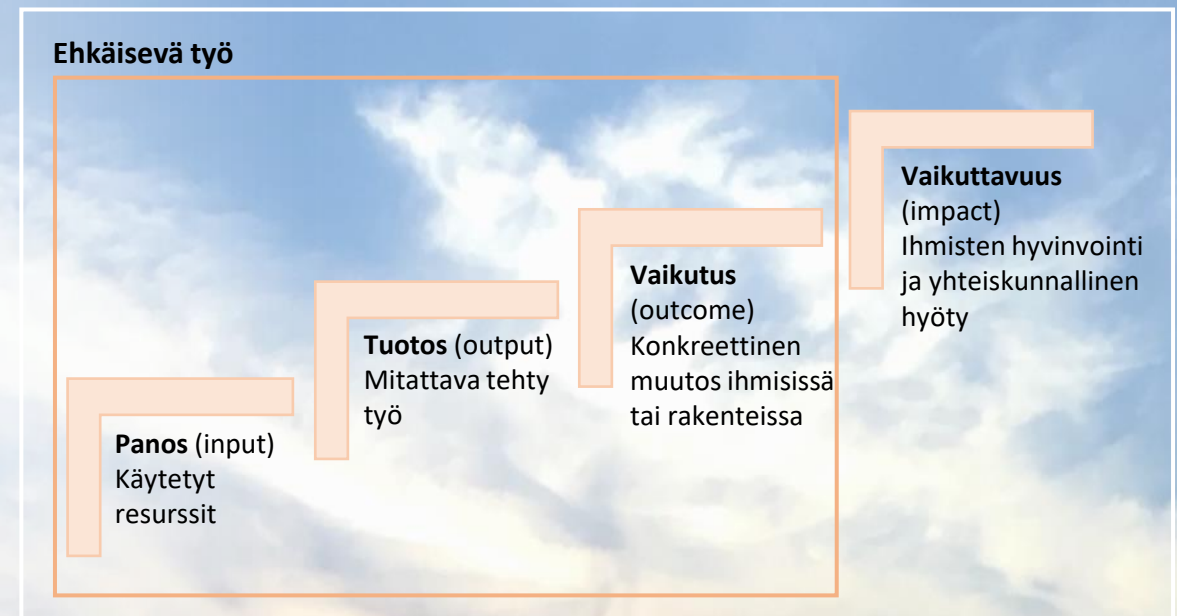 Ehkäisevä työ
Panos (input)
Käytetyt
resurssit
Tuotos (output)
Mitattava tehty
työ
Vaikutus
(outcome)
Konkreettinen
muutos ihmisissä
tai rakenteissa
Vaikuttavuus
(impact)
Ihmisten hyvinvointi
ja yhteiskunnallinen
hyöty